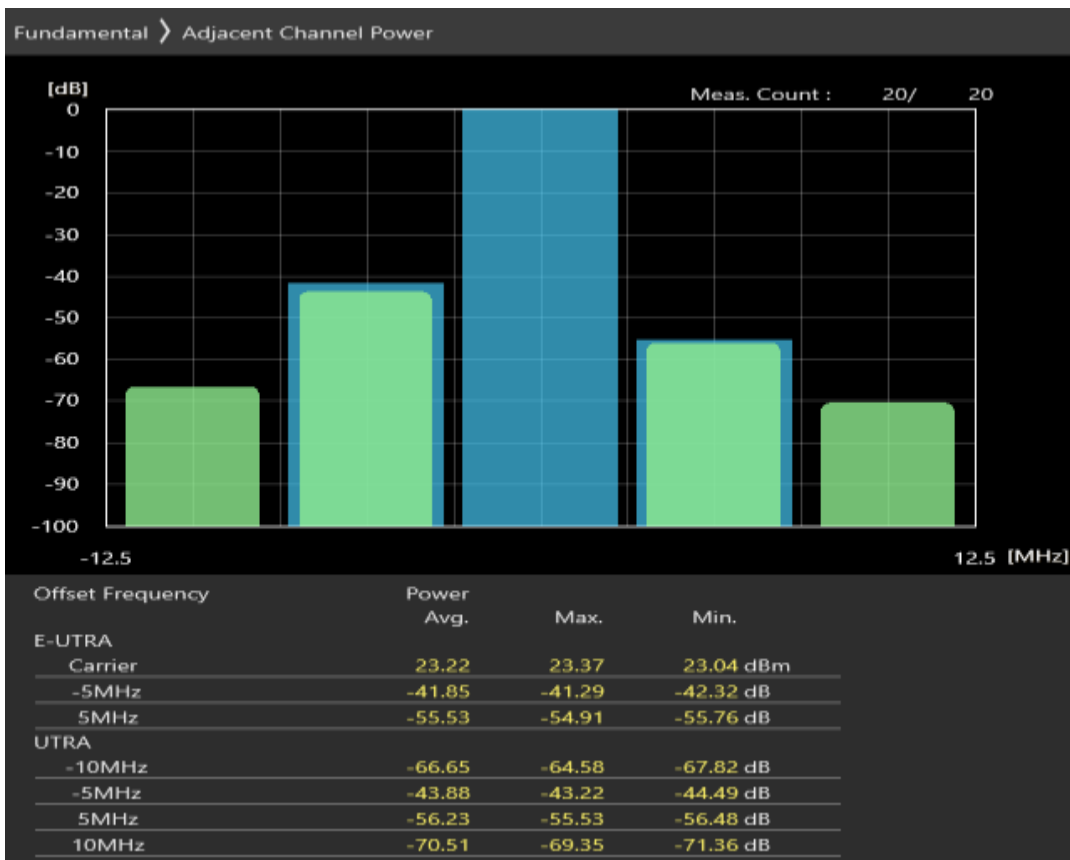 Fundamental ❯ Adjacent Channel Power
[dB]
Meas. Count : 20/ 20
0
-10
-20
-30
-40
-50
-60
-70
-80
-90
-100
-12.5 12.5 [MHz]
Offset Frequency Power
Avg. Max. Min.
E-UTRA
Carrier 23.22 23.37 23.04 dBm
-5MHz -41.85 -41.29 -42.32 dB
5MHz -55.53 -54.91 -55.76 dB
UTRA
-10MHz -66.65 -64.58 -67.82 dB
-5MHz -43.88 -43.22 -44.49 dB
5MHz -56.23 -55.53 -56.48 dB
10MHz -70.51 -69.35 -71.36 dB